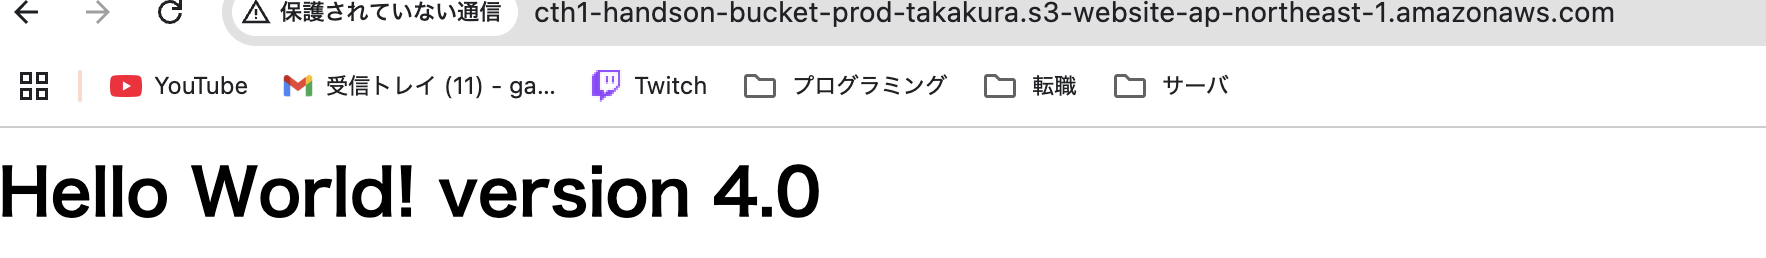 保護されていない通信 cth1-handson-bucket-prod-takakura.s3-website-ap-northeast-1.amazonaws.com
YouTube 受信トレイ (11) - ga... Twitch プログラミング 転職 サーバ
Hello World! version 4.0